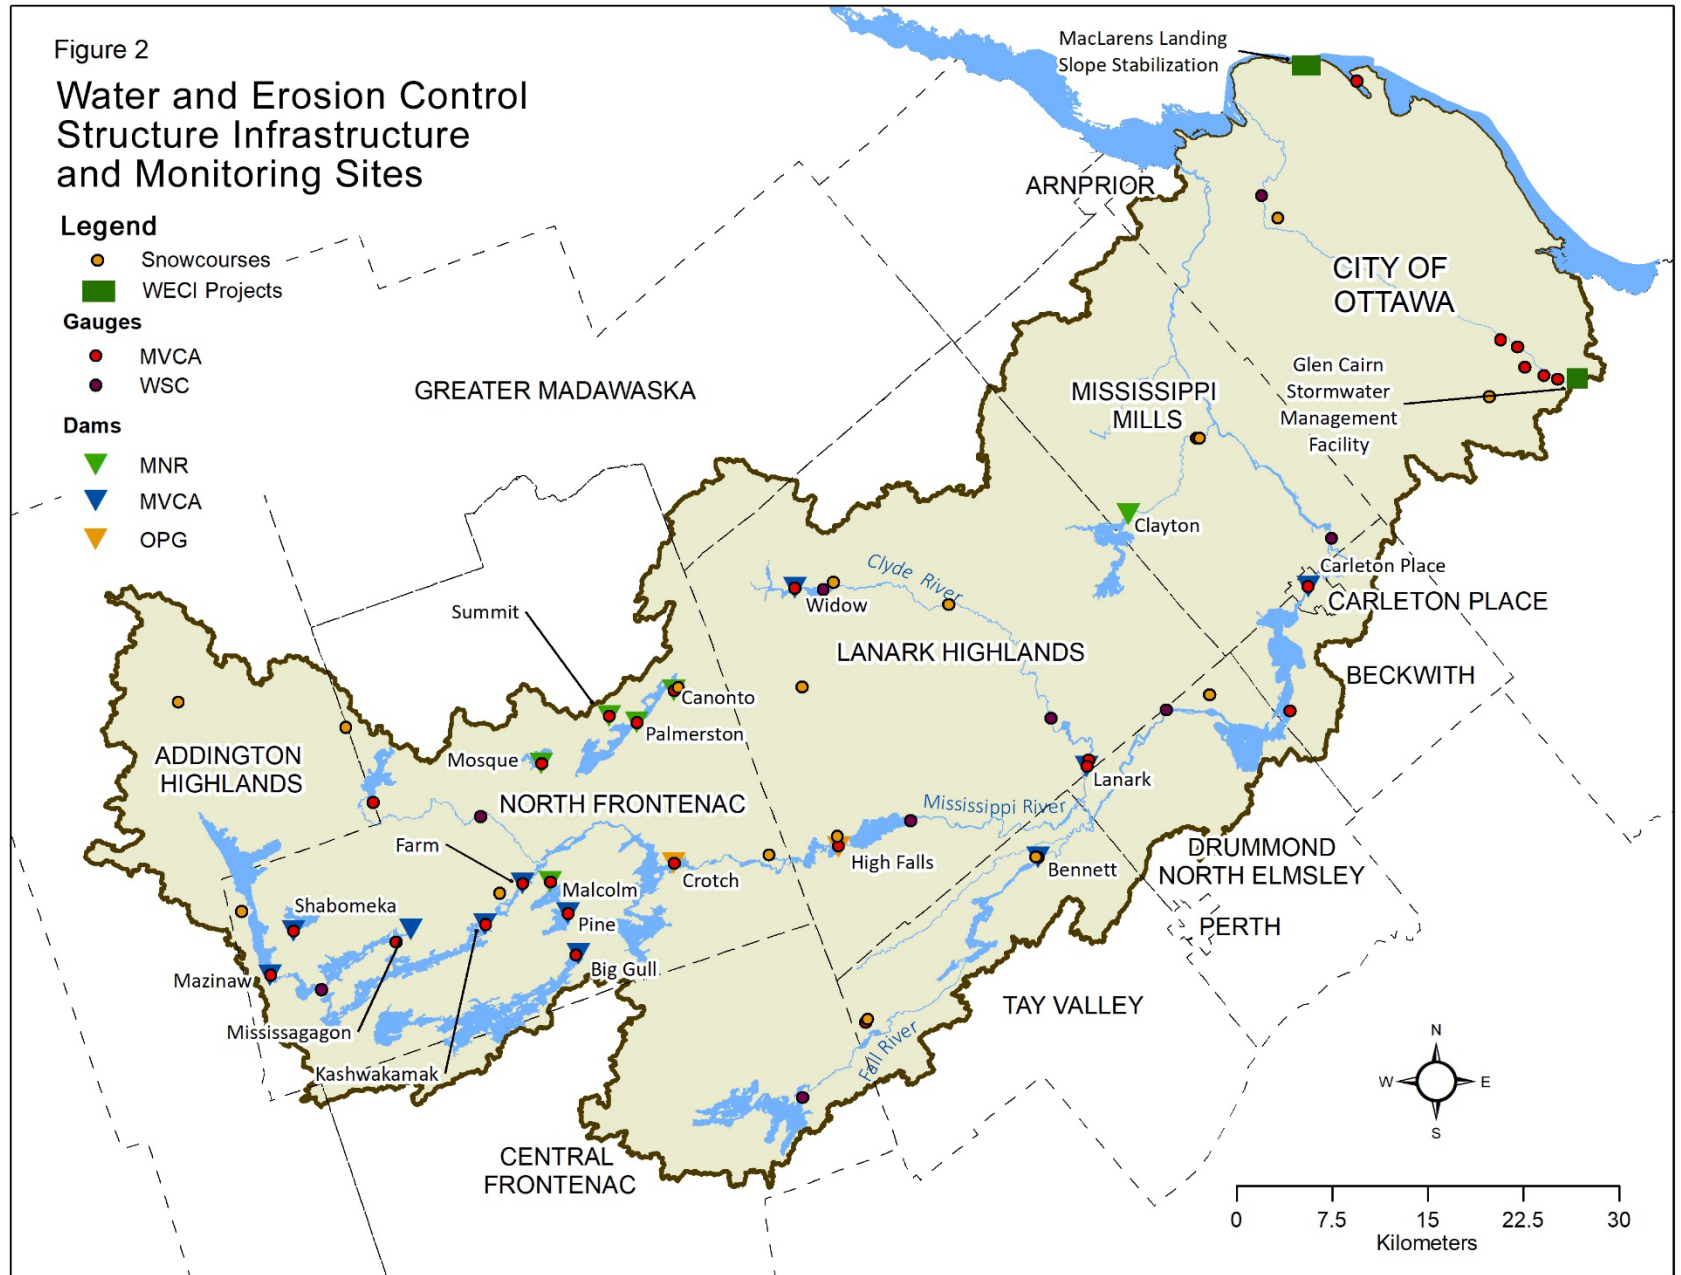 Figure 2
Water and Erosion Control
Structure Infrastructure
and Monitoring Sites
Legend
Snowcourses
WECI Projects
Gauges
MVCA
WSC
Dams
MNR
MVCA
OPG
MacLarens Landing
Slope Stabilization
ARNPRIOR
CITY OF
OTTAWA
Glen Cairn
Stormwater
Management
Facility
GREATER MADAWASKA
MISSISSIPPI
MILLS
Clayton
Carleton Place
CARLETON PLACE
Clyde River
Widow
Summit
LANARK HIGHLANDS
BECKWITH
Canonto
Palmerston
Mosque
ADDINGTON
HIGHLANDS
NORTH FRONTENAC
Lanark
Mississippi River
Farm
High Falls
Crotch
Malcolm
Bennett
DRUMMOND
NORTH ELMSLEY
Shabomeka
Pine
PERTH
Big Gull
Mazinaw
TAY VALLEY
Mississagagon
Fall River
Kashwakamak
CENTRAL
FRONTENAC
N
W
E
S
0
7.5
15
22.5
30
Kilometers